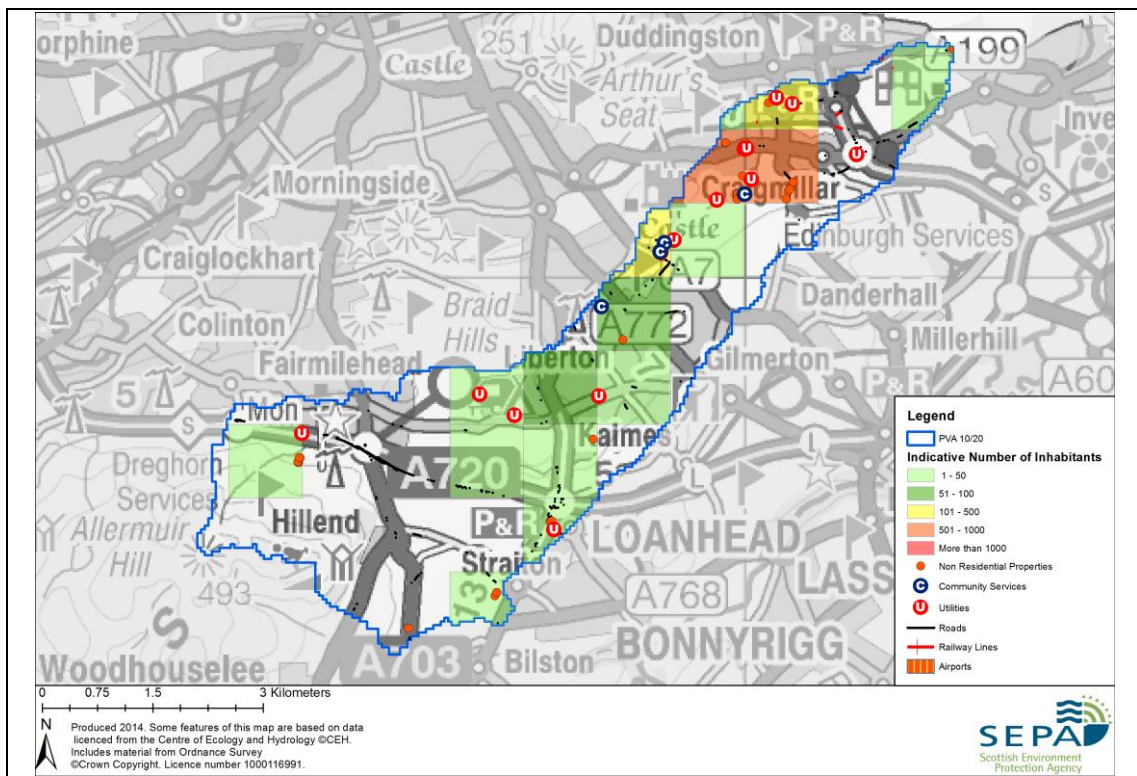 orphine
Castle
251
Duddingston
P&R
A199
Arthur's
Seat
Inve
Morningside
Craigmillar
S
Castle
Edinburgh Services
Craiglockhart
A7
Braid
Hills
Danderhall
Colinton
A772
Millerhill
Fairmilehead
Liberton
Gilmerton
P&R
A60
5
Mon
S
Kaimes
Dreghorn
Services
A720
L
L
Allermuir
Hill
Hillend
P&R
LOANHEAD
Straiton
LASS
493
A768
S
BONNYRIGG
Woodhouselee
A703
Bilston
Legend
PVA 10/20
Indicative Number of Inhabitants
1 - 50
51 - 100
101 - 500
501 - 1000
More than 1000
Non Residential Properties
C Community Services
U Utilities
Roads
Railway Lines
Airports
0 0.75 1.5 3 Kilometers
N
Produced 2014. Some features of this map are based on data
licenced from the Centre of Ecology and Hydrology ©CEH.
Includes material from Ordnance Survey
©Crown Copyright. Licence number 1000116991.
SEPA
Scottish Environment
Protection Agency